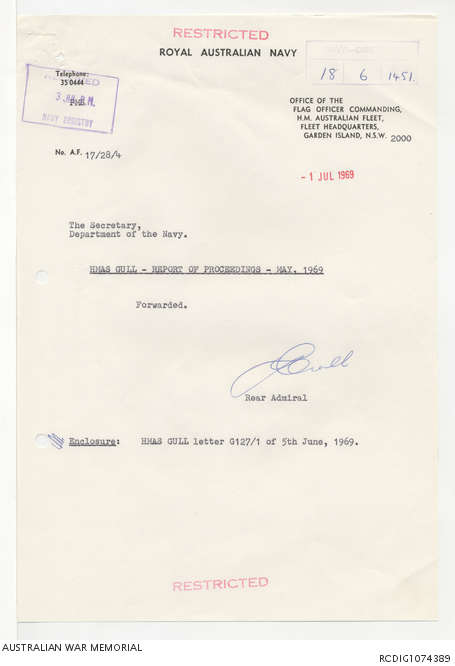 RESTRICTED
ROYAL AUSTRALIAN NAVY
18 6 1451
Telephone:
35 0444
NAVY REGISTRY
OFFICE OF THE
FLAG OFFICER COMMANDING,
H.M. AUSTRALIAN FLEET,
FLEET HEADQUARTERS,
GARDEN ISLAND, N.S.W. 2000
No. A.F. 17/28/4
- 1 JUL 1969
The Secretary,
Department of the Navy.
HMAS GULL - REPORT OF PROCEEDINGS - MAY, 1969
Forwarded.
Rear Admiral
Enclosure: HMAS GULL letter G127/1 of 5th June, 1969.
RESTRICTED
AUSTRALIAN WAR MEMORIAL
RCDIG1074389